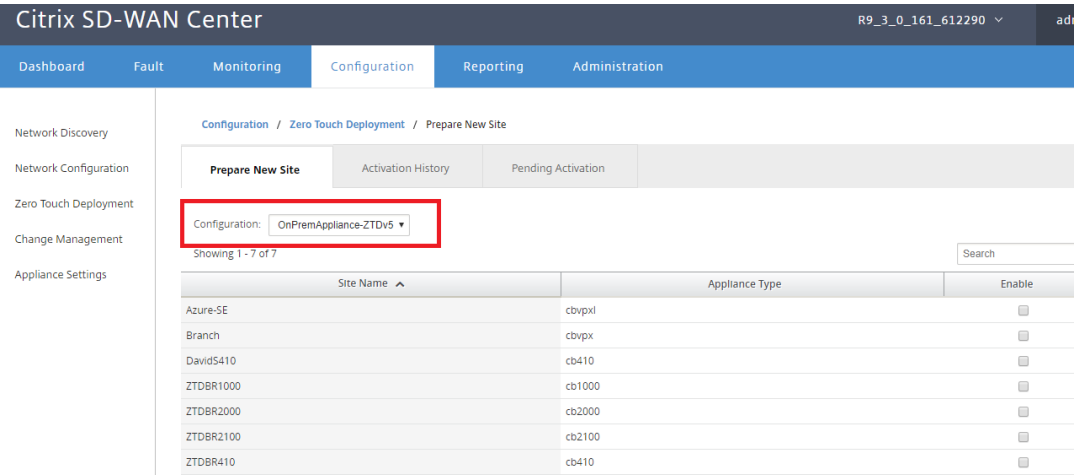 Citrix SD-WAN Center R9_3_0_161_612290
Dashboard Fault Monitoring Configuration Reporting Administration
Network Discovery
Network Configuration
Zero Touch Deployment
Change Management
Appliance Settings
Configuration / Zero Touch Deployment / Prepare New Site
Prepare New Site Activation History Pending Activation
Configuration: OnPremAppliance-ZTDv5
Showing 1 - 7 of 7 Search
Site Name Appliance Type Enable
Azure-SE cbvpxl
Branch cbvpx
DavidS410 cb410
ZTDBR1000 cb1000
ZTDBR2000 cb2000
ZTDBR2100 cb2100
ZTDBR410 cb410